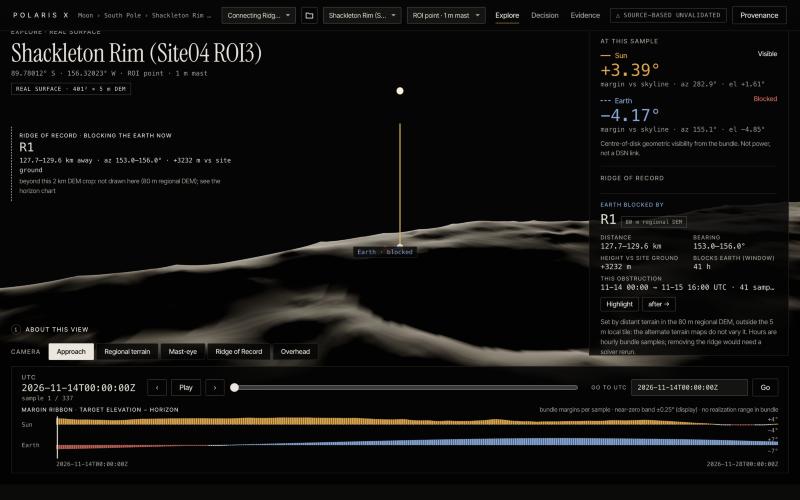 POLARIS X
Moon › South Pole › Shackleton Rim …
Connecting Ridg…
Shackleton Rim (S…
ROI point · 1 m mast
Explore
Decision
Evidence
△ SOURCE-BASED UNVALIDATED
Provenance
EXPLORE · REAL SURFACE
Shackleton Rim (Site04 ROI3)
89.78012° S · 156.32023° W · ROI point · 1 m mast
REAL SURFACE · 401² × 5 m DEM
RIDGE OF RECORD · BLOCKING THE EARTH NOW
R1
127.7–129.6 km away · az 153.0–156.0° · +3232 m vs site
ground
beyond this 2 km DEM crop: not drawn here (80 m regional DEM); see the
horizon chart
Earth · blocked
AT THIS SAMPLE
Sun
Visible
+3.39°
margin vs skyline · az 282.9° · el +1.61°
Earth
Blocked
−4.17°
margin vs skyline · az 155.1° · el −4.85°
Centre-of-disk geometric visibility from the bundle. Not power,
not a DSN link.
RIDGE OF RECORD
EARTH BLOCKED BY
R1
80 m regional DEM
DISTANCE
BEARING
127.7–129.6 km
153.0–156.0°
HEIGHT VS SITE GROUND
BLOCKS EARTH (WINDOW)
+3232 m
41 h
THIS OBSTRUCTION
11-14 00:00 → 11-15 16:00 UTC · 41 samp…
Highlight
after →
Set by distant terrain in the 80 m regional DEM, outside the 5
m local tile: the alternate terrain maps do not vary it. Hours are
hourly bundle samples; removing the ridge would need a
solver rerun.
i ABOUT THIS VIEW
CAMERA
Approach
Regional terrain
Mast-eye
Ridge of Record
Overhead
UTC
2026-11-14T00:00:00Z
sample 1 / 337
‹
Play
›
GO TO UTC
2026-11-14T00:00:00Z
Go
MARGIN RIBBON · TARGET ELEVATION − HORIZON
bundle margins per sample · near-zero band ±0.25° (display) · no realization range in bundle
Sun
+4°
−4°
Earth
+7°
−7°
2026-11-14T00:00:00Z
2026-11-28T00:00:00Z